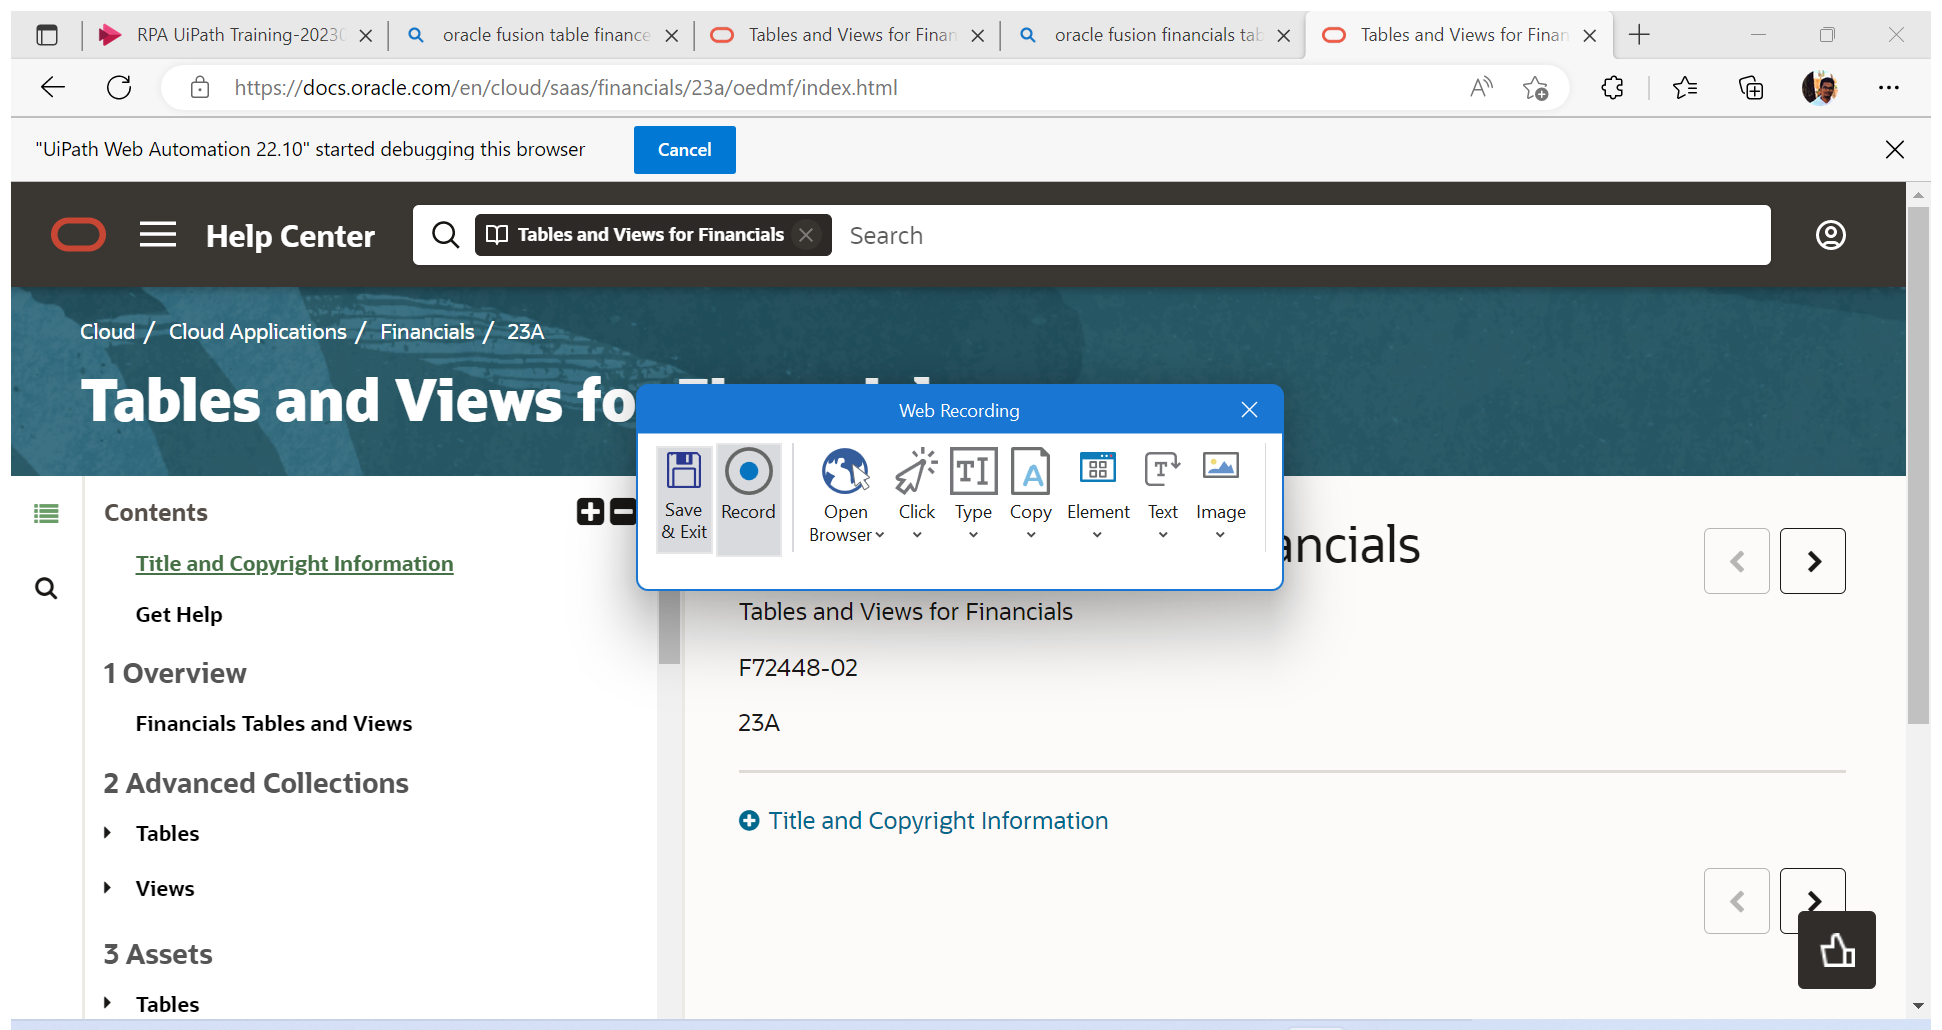 RPA UiPath Training-2023
oracle fusion table finance
Tables and Views for Finan
oracle fusion financials tab
Tables and Views for Finan
https://docs.oracle.com/en/cloud/saas/financials/23a/oedmf/index.html
"UiPath Web Automation 22.10" started debugging this browser
Cancel
Help Center
Tables and Views for Financials
Search
Cloud / Cloud Applications / Financials / 23A
Tables and Views fo
Web Recording
Save & Exit
Record
Open Browser
Click
Type
Copy
Element
Text
Image
Contents
Title and Copyright Information
Get Help
1 Overview
Financials Tables and Views
2 Advanced Collections
Tables
Views
3 Assets
Tables
ancials
Tables and Views for Financials
F72448-02
23A
Title and Copyright Information